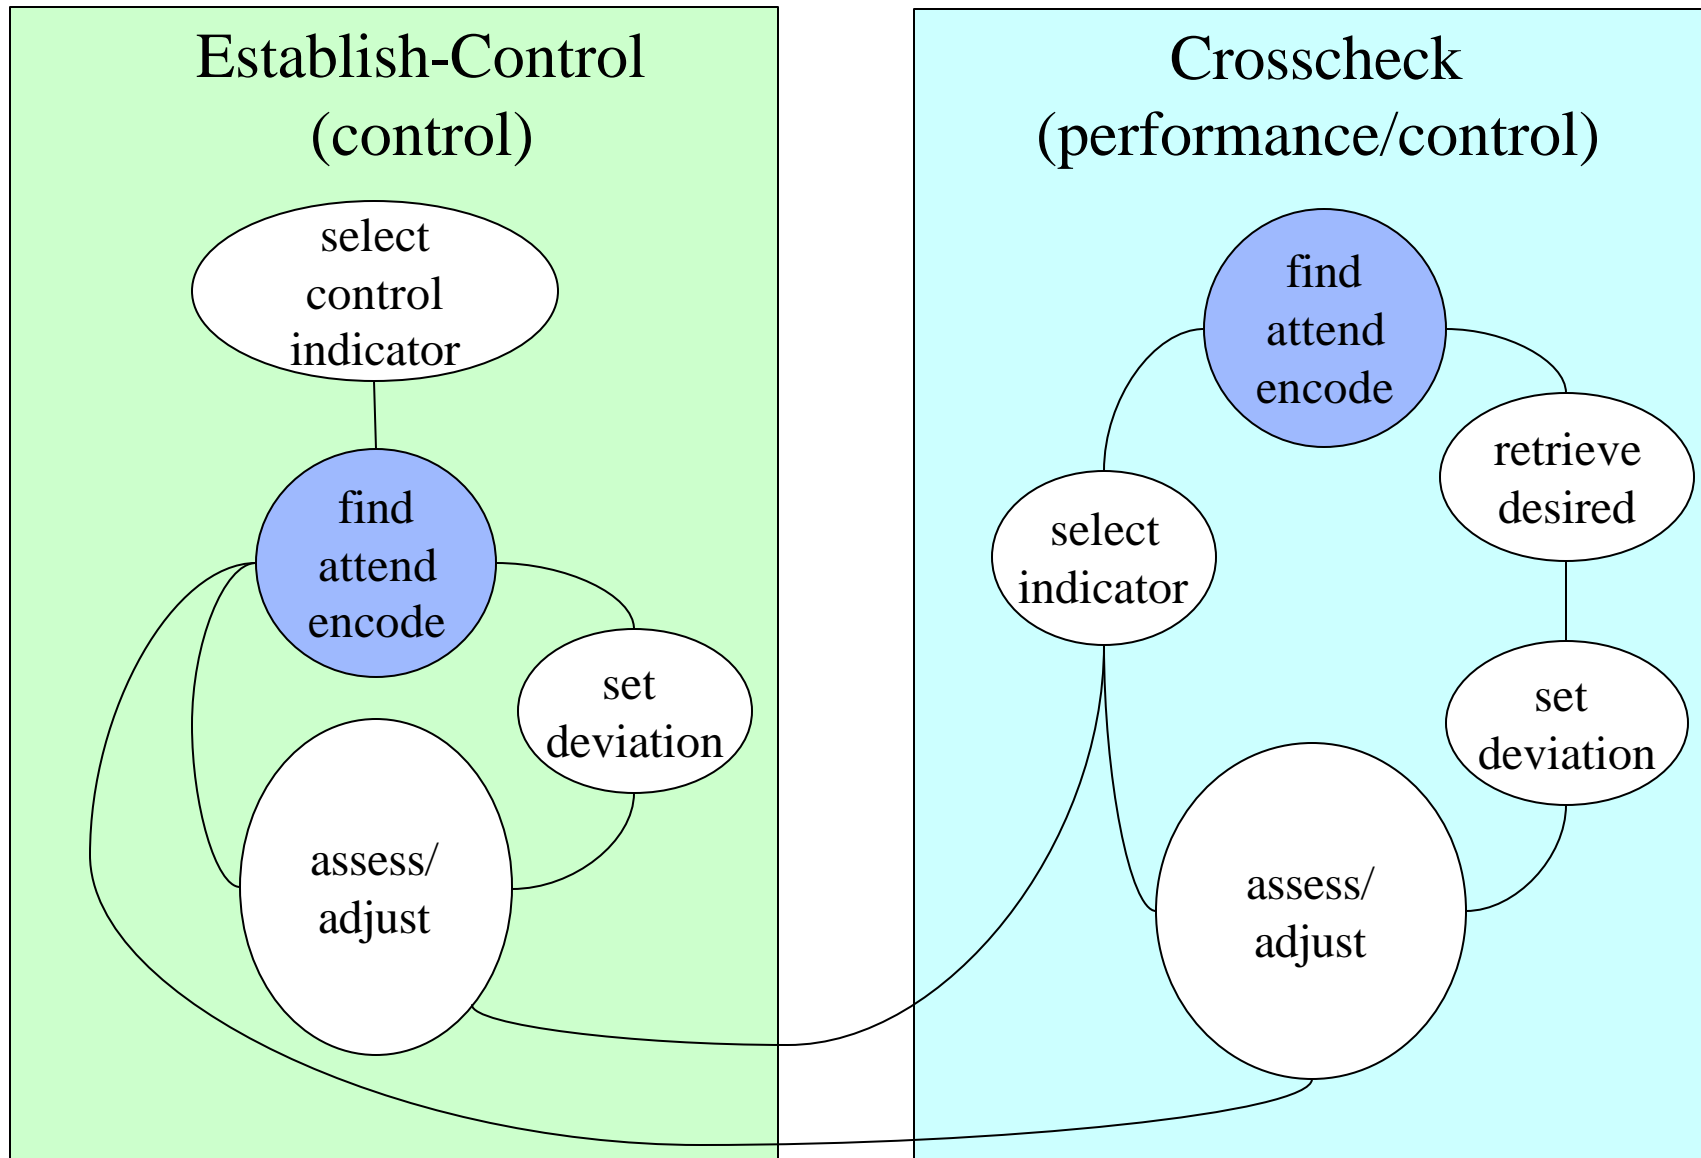 Establish-Control
(control)
select
control
indicator
find
attend
encode
set
deviation
assess/
adjust
Crosscheck
(performance/control)
find
attend
encode
retrieve
desired
select
indicator
set
deviation
assess/
adjust